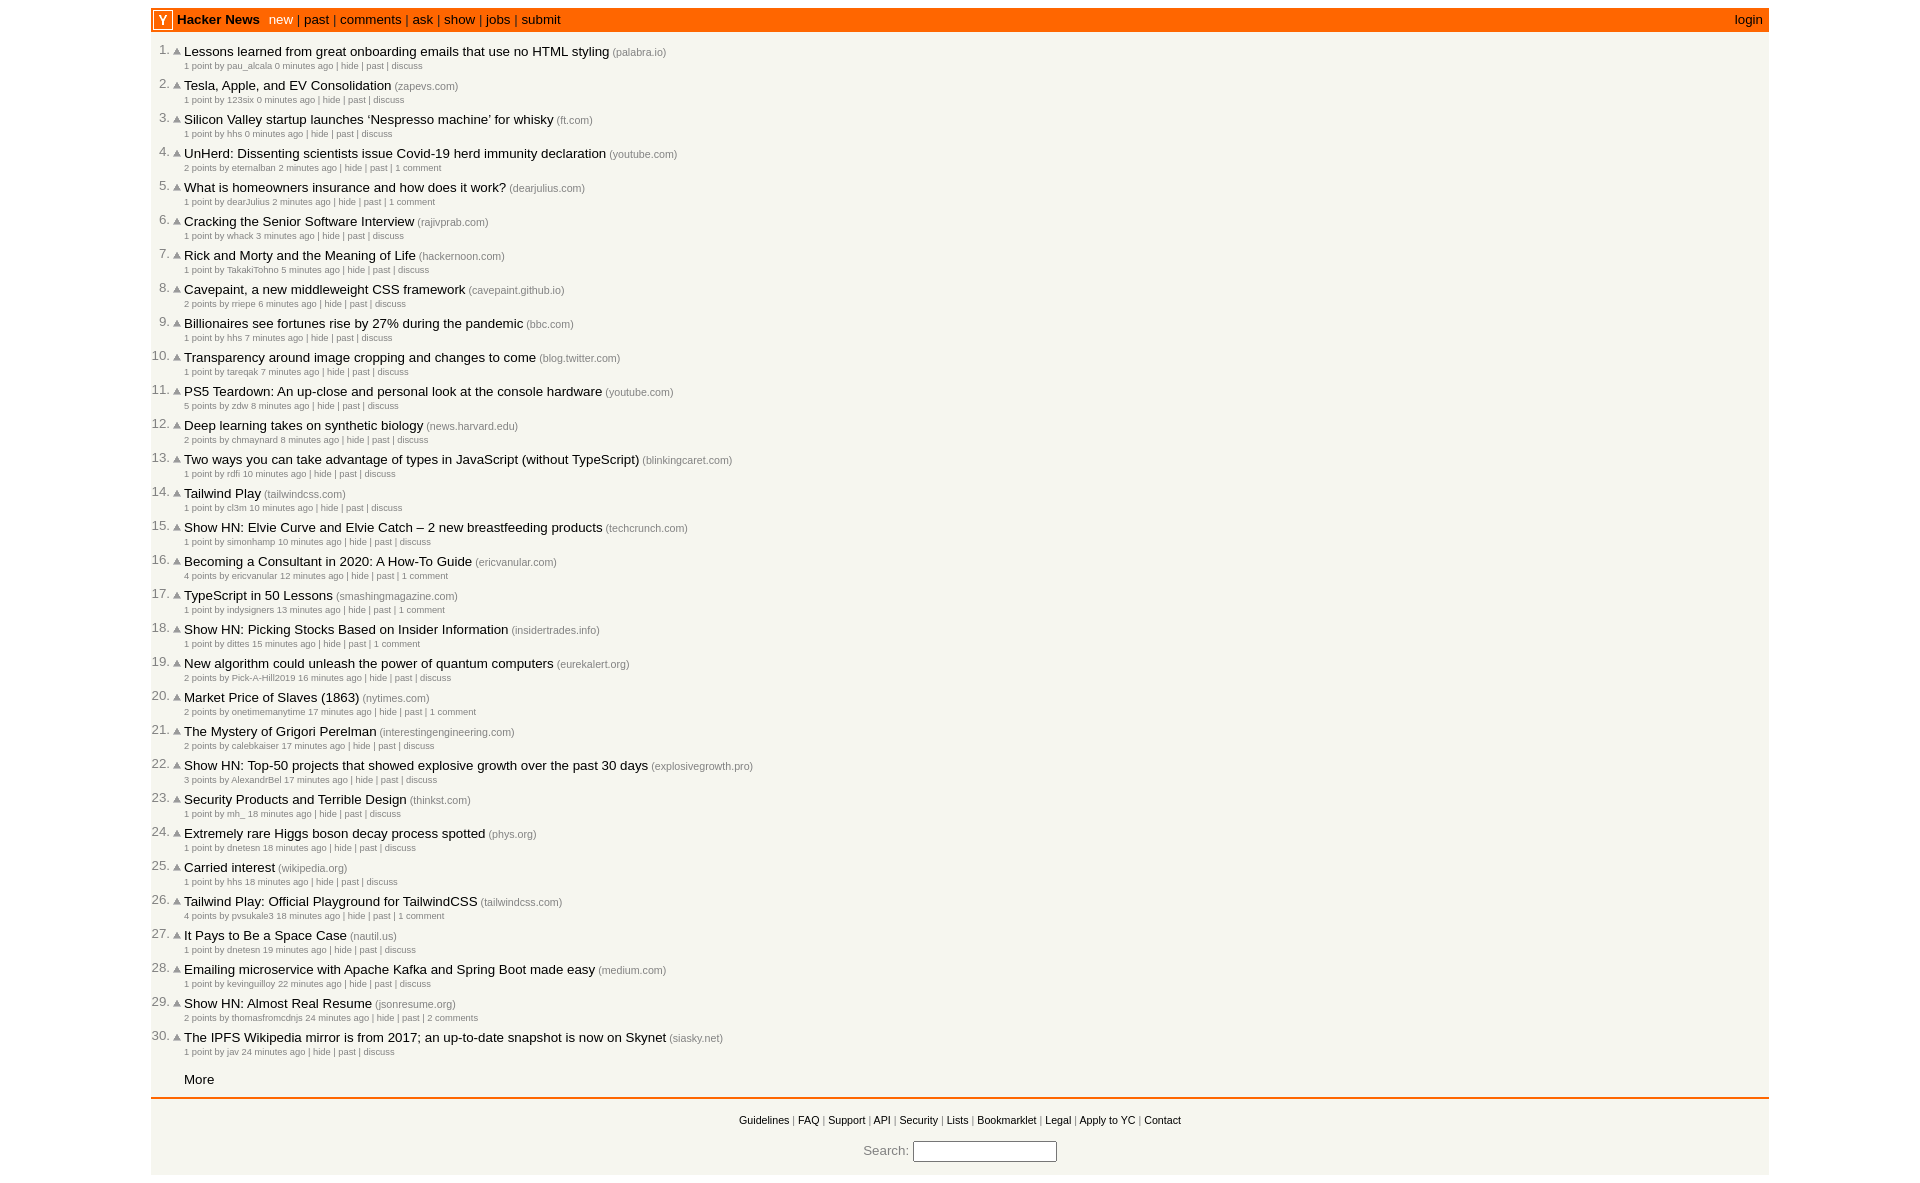 Y Hacker News new | past | comments | ask | show | jobs | submit login
1. Lessons learned from great onboarding emails that use no HTML styling (palabra.io)
1 point by pau_alcala 0 minutes ago | hide | past | discuss
2. Tesla, Apple, and EV Consolidation (zapevs.com)
1 point by 123six 0 minutes ago | hide | past | discuss
3. Silicon Valley startup launches ‘Nespresso machine’ for whisky (ft.com)
1 point by hhs 0 minutes ago | hide | past | discuss
4. UnHerd: Dissenting scientists issue Covid-19 herd immunity declaration (youtube.com)
2 points by eternalban 2 minutes ago | hide | past | 1 comment
5. What is homeowners insurance and how does it work? (dearjulius.com)
1 point by dearJulius 2 minutes ago | hide | past | 1 comment
6. Cracking the Senior Software Interview (rajivprab.com)
1 point by whack 3 minutes ago | hide | past | discuss
7. Rick and Morty and the Meaning of Life (hackernoon.com)
1 point by TakakiTohno 5 minutes ago | hide | past | discuss
8. Cavepaint, a new middleweight CSS framework (cavepaint.github.io)
2 points by rriepe 6 minutes ago | hide | past | discuss
9. Billionaires see fortunes rise by 27% during the pandemic (bbc.com)
1 point by hhs 7 minutes ago | hide | past | discuss
10. Transparency around image cropping and changes to come (blog.twitter.com)
1 point by tareqak 7 minutes ago | hide | past | discuss
11. PS5 Teardown: An up-close and personal look at the console hardware (youtube.com)
5 points by zdw 8 minutes ago | hide | past | discuss
12. Deep learning takes on synthetic biology (news.harvard.edu)
2 points by chmaynard 8 minutes ago | hide | past | discuss
13. Two ways you can take advantage of types in JavaScript (without TypeScript) (blinkingcaret.com)
1 point by rdfi 10 minutes ago | hide | past | discuss
14. Tailwind Play (tailwindcss.com)
1 point by cl3m 10 minutes ago | hide | past | discuss
15. Show HN: Elvie Curve and Elvie Catch – 2 new breastfeeding products (techcrunch.com)
1 point by simonhamp 10 minutes ago | hide | past | discuss
16. Becoming a Consultant in 2020: A How-To Guide (ericvanular.com)
4 points by ericvanular 12 minutes ago | hide | past | 1 comment
17. TypeScript in 50 Lessons (smashingmagazine.com)
1 point by indysigners 13 minutes ago | hide | past | 1 comment
18. Show HN: Picking Stocks Based on Insider Information (insidertrades.info)
1 point by dittes 15 minutes ago | hide | past | 1 comment
19. New algorithm could unleash the power of quantum computers (eurekalert.org)
2 points by Pick-A-Hill2019 16 minutes ago | hide | past | discuss
20. Market Price of Slaves (1863) (nytimes.com)
2 points by onetimemanytime 17 minutes ago | hide | past | 1 comment
21. The Mystery of Grigori Perelman (interestingengineering.com)
2 points by calebkaiser 17 minutes ago | hide | past | discuss
22. Show HN: Top-50 projects that showed explosive growth over the past 30 days (explosivegrowth.pro)
3 points by AlexandrBel 17 minutes ago | hide | past | discuss
23. Security Products and Terrible Design (thinkst.com)
1 point by mh_ 18 minutes ago | hide | past | discuss
24. Extremely rare Higgs boson decay process spotted (phys.org)
1 point by dnetesn 18 minutes ago | hide | past | discuss
25. Carried interest (wikipedia.org)
1 point by hhs 18 minutes ago | hide | past | discuss
26. Tailwind Play: Official Playground for TailwindCSS (tailwindcss.com)
4 points by pvsukale3 18 minutes ago | hide | past | 1 comment
27. It Pays to Be a Space Case (nautil.us)
1 point by dnetesn 19 minutes ago | hide | past | discuss
28. Emailing microservice with Apache Kafka and Spring Boot made easy (medium.com)
1 point by kevinguilloy 22 minutes ago | hide | past | discuss
29. Show HN: Almost Real Resume (jsonresume.org)
2 points by thomasfromcdnjs 24 minutes ago | hide | past | 2 comments
30. The IPFS Wikipedia mirror is from 2017; an up-to-date snapshot is now on Skynet (siasky.net)
1 point by jav 24 minutes ago | hide | past | discuss
More
Guidelines | FAQ | Support | API | Security | Lists | Bookmarklet | Legal | Apply to YC | Contact
Search: